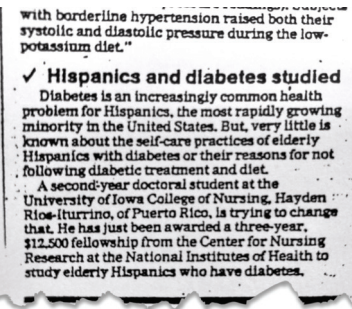 with borderline hypertension raised both their
systolic and diastolic pressure during the low-
potassium diet."
✓ Hispanics and diabetes studied
Diabetes is an increasingly common health
problem for Hispanics, the most rapidly growing
minority in the United States. But, very little is
known about the self-care practices of elderly
Hispanics with diabetes or their reasons for not
following diabetic treatment and diet.
A second-year doctoral student at the
University of Iowa College of Nursing, Hayden
Rios-Iturrino, of Puerto Rico, is trying to change
that. He has just been awarded a three-year,
$12,500 fellowship from the Center for Nursing
Research at the National Institutes of Health to
study elderly Hispanics who have diabetes.